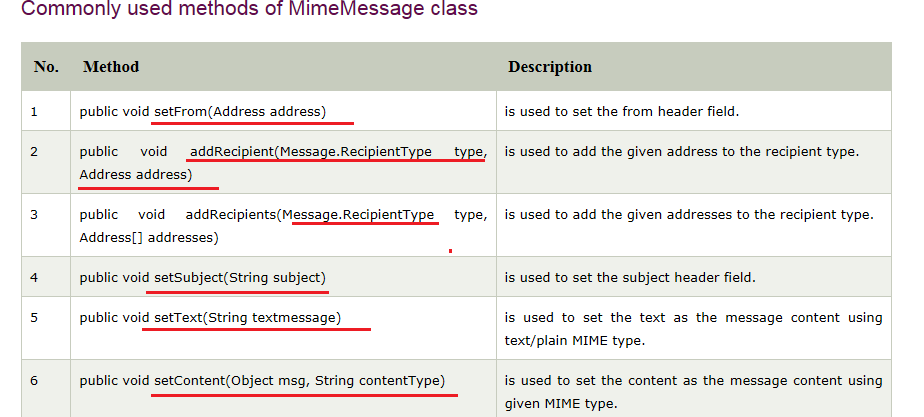 Commonly used methods of MimeMessage class
No. Method Description
1 public void setFrom(Address address) is used to set the from header field.
2 public void addRecipient(Message.RecipientType type, is used to add the given address to the recipient type.
Address address)
3 public void addRecipients(Message.RecipientType type, is used to add the given addresses to the recipient type.
Address[] addresses)
4 public void setSubject(String subject) is used to set the subject header field.
5 public void setText(String textmessage) is used to set the text as the message content using
text/plain MIME type.
6 public void setContent(Object msg, String contentType) is used to set the content as the message content using
given MIME type.